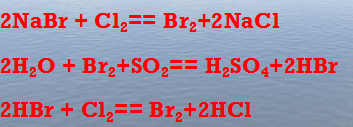 2NaBr + Cl₂== Br₂+2NaCl
2H₂O + Br₂+SO₂== H₂SO₄+2HBr
2HBr + Cl₂== Br₂+2HCl